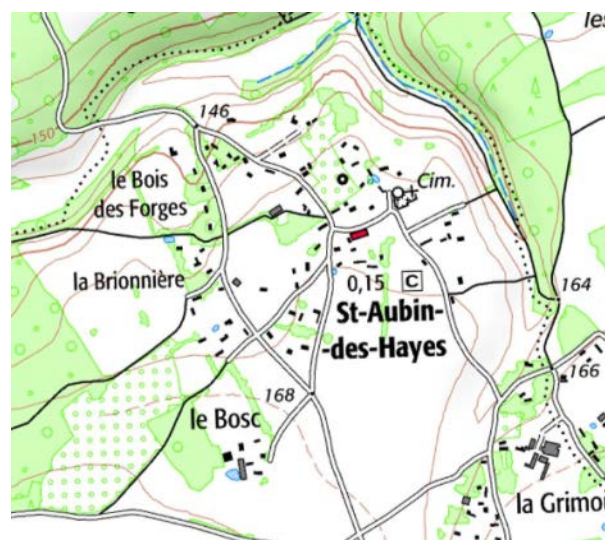 les
150
146
le Bois
des Forges
Cim.
la Brionnière
0,15
C
164
St-Aubin-
-des-Hayes
166
168
le Bosc
la Grimou